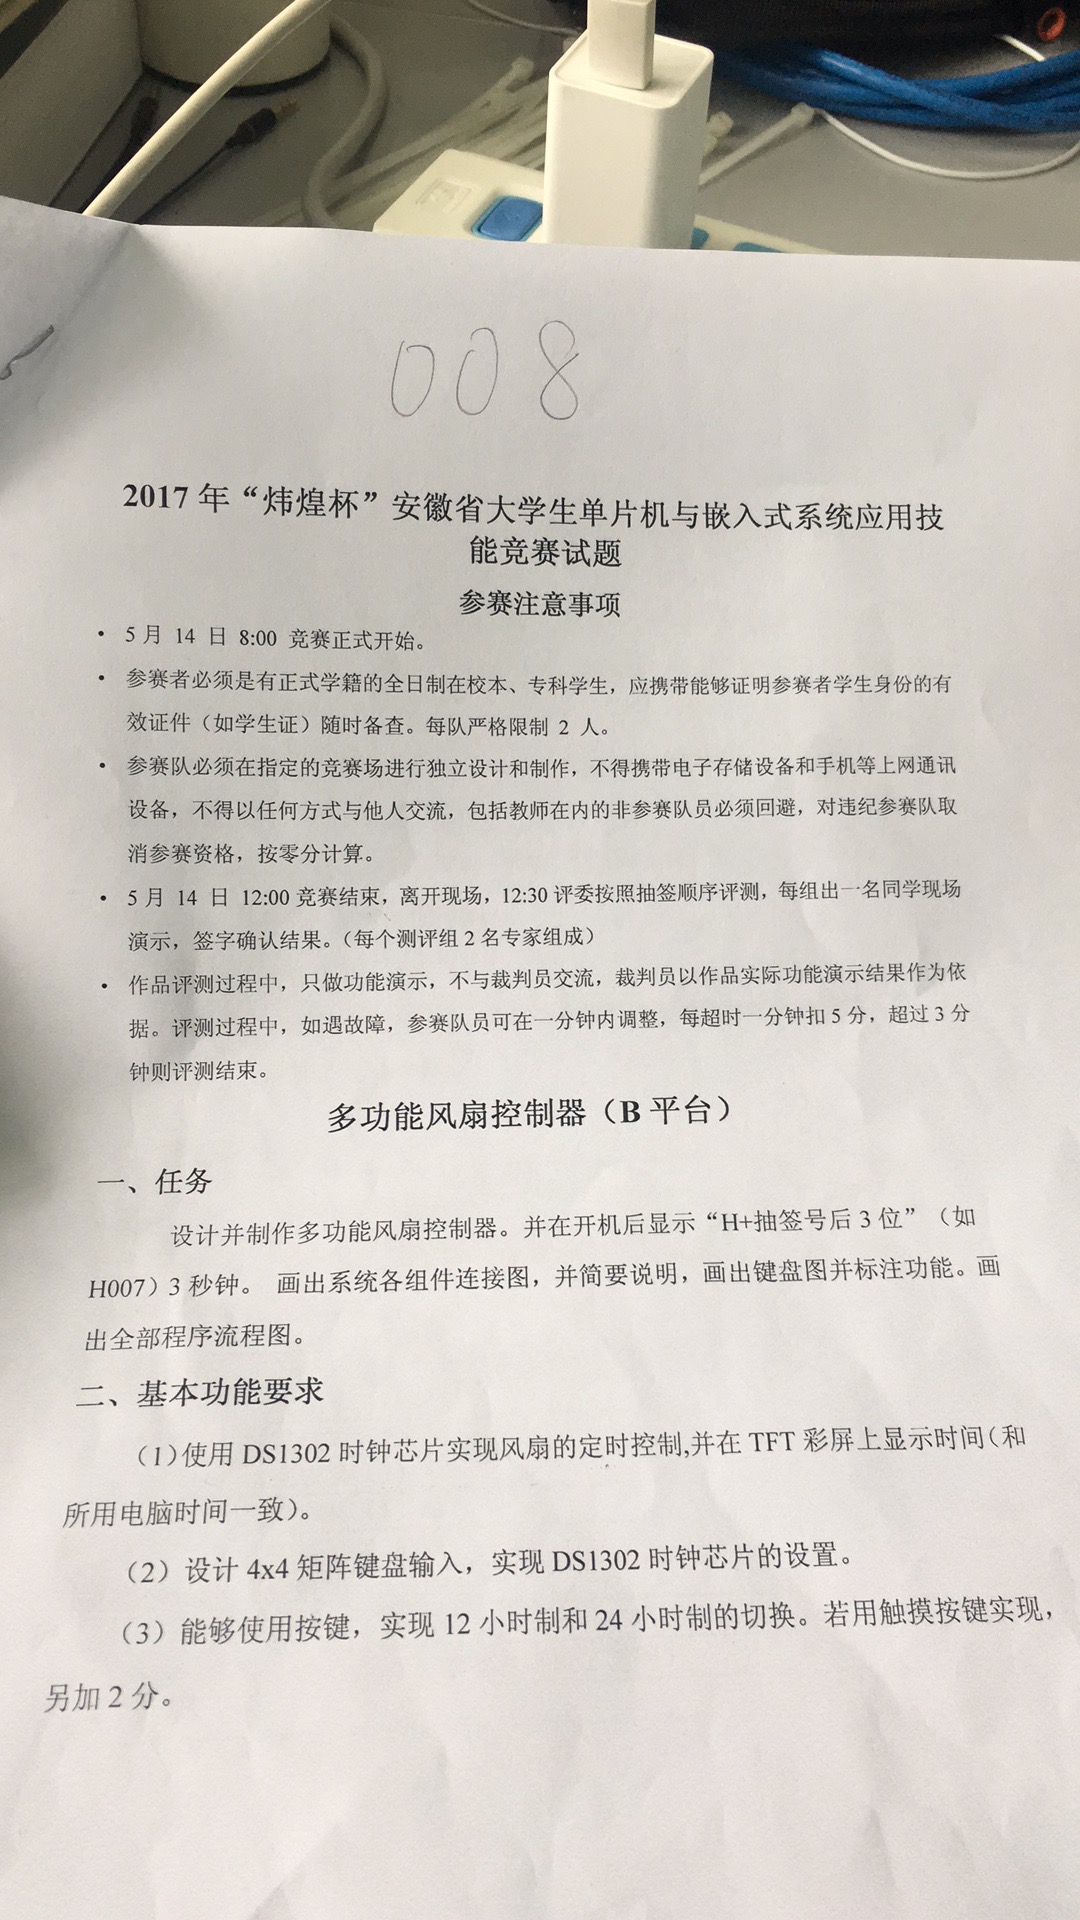 008
2017 年“炜煌杯”安徽省大学生单片机与嵌入式系统应用技
能竞赛试题
参赛注意事项
• 5 月 14 日 8:00 竞赛正式开始。
• 参赛者必须是有正式学籍的全日制在校本、专科学生，应携带能够证明参赛者学生身份的有
效证件（如学生证）随时备查。每队严格限制 2 人。
• 参赛队必须在指定的竞赛场进行独立设计和制作，不得携带电子存储设备和手机等上网通讯
设备，不得以任何方式与他人交流，包括教师在内的非参赛队员必须回避，对违纪参赛队取
消参赛资格，按零分计算。
• 5 月 14 日 12:00 竞赛结束，离开现场，12:30 评委按照抽签顺序评测，每组出一名同学现场
演示，签字确认结果。（每个测评组 2 名专家组成）
• 作品评测过程中，只做功能演示，不与裁判员交流，裁判员以作品实际功能演示结果作为依
据。评测过程中，如遇故障，参赛队员可在一分钟内调整，每超时一分钟扣 5 分，超过 3 分
钟则评测结束。
多功能风扇控制器（B 平台）
一、任务
设计并制作多功能风扇控制器。并在开机后显示“H+抽签号后 3 位”（如
H007）3 秒钟。 画出系统各组件连接图，并简要说明，画出键盘图并标注功能。画
出全部程序流程图。
二、基本功能要求
（1）使用 DS1302 时钟芯片实现风扇的定时控制,并在 TFT 彩屏上显示时间（和
所用电脑时间一致）。
（2）设计 4x4 矩阵键盘输入，实现 DS1302 时钟芯片的设置。
（3）能够使用按键，实现 12 小时制和 24 小时制的切换。若用触摸按键实现，
另加 2 分。